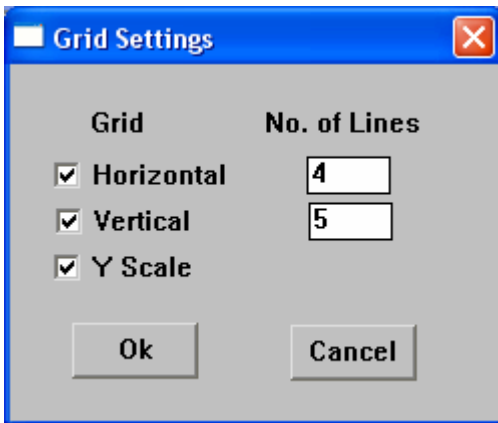 Grid Settings
Grid No. of Lines
Horizontal 4
Vertical 5
Y Scale
Ok Cancel